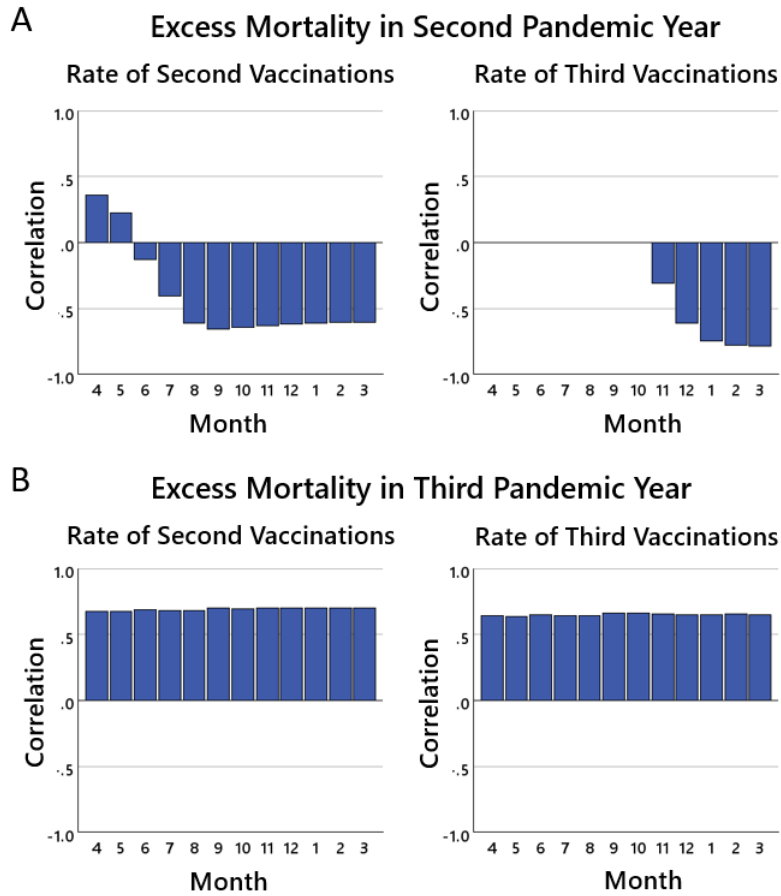 A
Excess Mortality in Second Pandemic Year
Rate of Second Vaccinations
1.0
.5
.0
-.5
-1.0
Correlation
4 5 6 7 8 9 10 11 12 1 2 3
Month
Rate of Third Vaccinations
1.0
.5
.0
-.5
-1.0
Correlation
4 5 6 7 8 9 10 11 12 1 2 3
Month
B
Excess Mortality in Third Pandemic Year
Rate of Second Vaccinations
1.0
.5
.0
-.5
-1.0
Correlation
4 5 6 7 8 9 10 11 12 1 2 3
Month
Rate of Third Vaccinations
1.0
.5
.0
-.5
-1.0
Correlation
4 5 6 7 8 9 10 11 12 1 2 3
Month